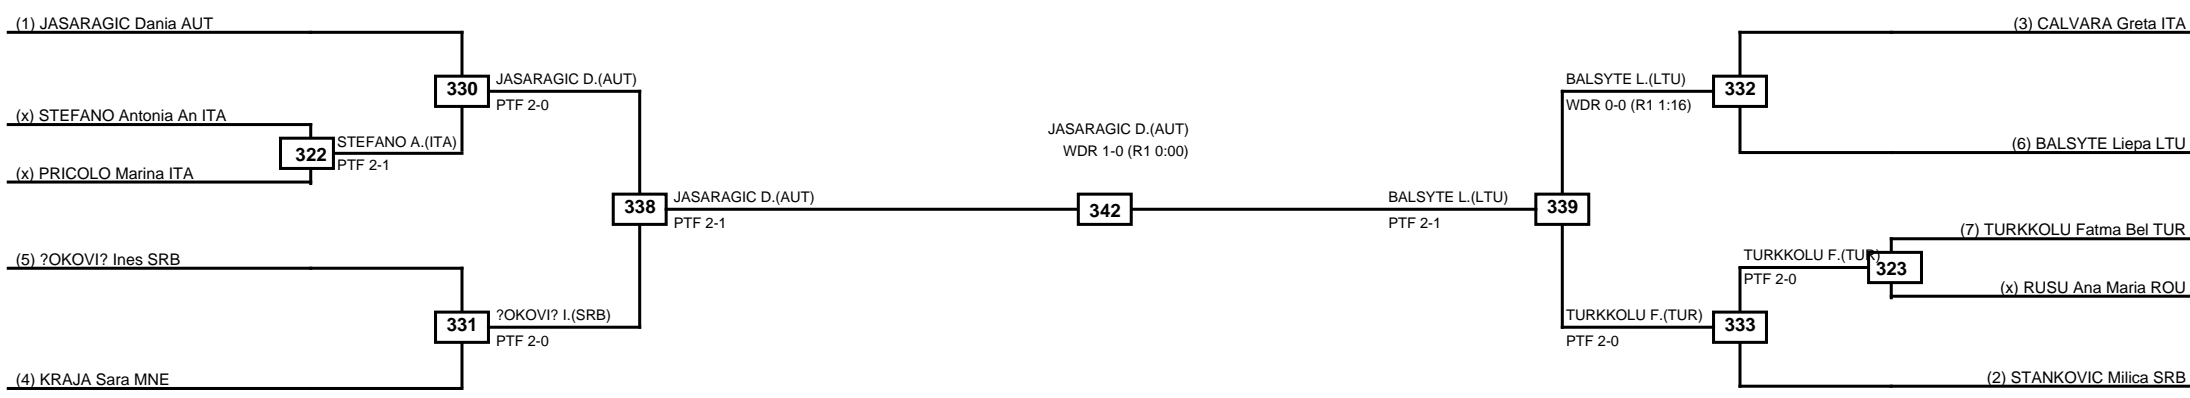 (1) JASARAGIC Dania AUT
330
JASARAGIC D.(AUT)
PTF 2-0
(x) STEFANO Antonia An ITA
322
STEFANO A.(ITA)
PTF 2-1
(x) PRICOLO Marina ITA
338
JASARAGIC D.(AUT)
PTF 2-1
(5) ?OKOVI? Ines SRB
331
?OKOVI? I.(SRB)
PTF 2-0
(4) KRAJA Sara MNE
JASARAGIC D.(AUT)
WDR 1-0 (R1 0:00)
342
(3) CALVARA Greta ITA
BALSYTE L.(LTU)
WDR 0-0 (R1 1:16)
332
(6) BALSYTE Liepa LTU
BALSYTE L.(LTU)
PTF 2-1
339
(7) TURKKOLU Fatma Bel TUR
TURKKOLU F.(TUR)
PTF 2-0
323
(x) RUSU Ana Maria ROU
TURKKOLU F.(TUR)
PTF 2-0
333
(2) STANKOVIC Milica SRB